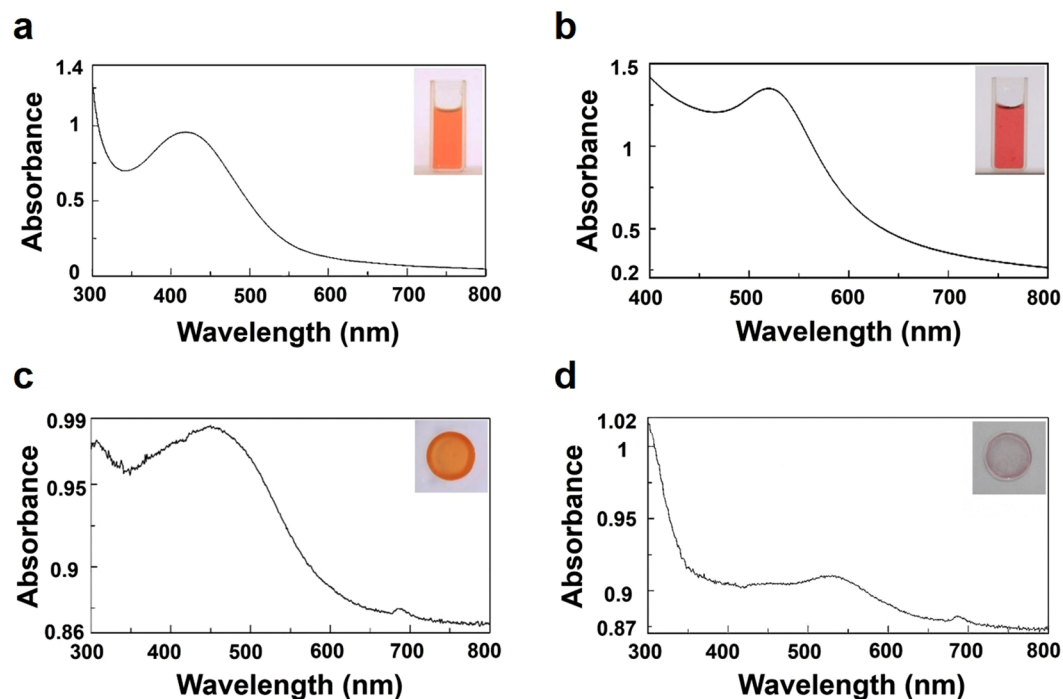 a
1.4
1
0.5
0
300 400 500 600 700 800
Absorbance
Wavelength (nm)
b
1.5
1
0.5
0.2
400 500 600 700 800
Absorbance
Wavelength (nm)
c
0.99
0.95
0.9
0.86
300 400 500 600 700 800
Absorbance
Wavelength (nm)
d
1.02
1
0.95
0.9
0.87
300 400 500 600 700 800
Absorbance
Wavelength (nm)